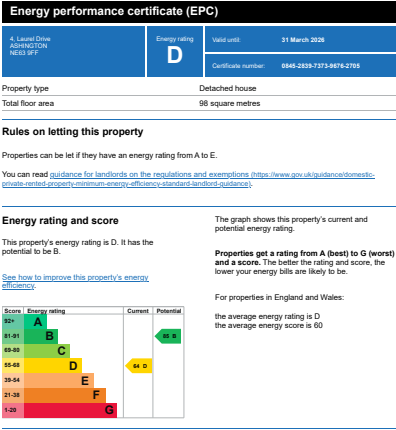 Energy performance certificate (EPC)
4, Laurel Drive
ASHINGTON
NE63 9FF
Energy rating
D
Valid until:
31 March 2026
Certificate number:
0845-2839-7373-9676-2705
Property type
Detached house
Total floor area
98 square metres
Rules on letting this property
Properties can be let if they have an energy rating from A to E.
You can read guidance for landlords on the regulations and exemptions (https://www.gov.uk/guidance/domestic-
private-rented-property-minimum-energy-efficiency-standard-landlord-guidance).
Energy rating and score
This property's energy rating is D. It has the
potential to be B.
See how to improve this property's energy
efficiency.
Score Energy rating Current Potential
92+ A
81-91 B 85 B
69-80 C
55-68 D 64 D
39-54 E
21-38 F
1-20 G
The graph shows this property's current and
potential energy rating.
Properties get a rating from A (best) to G (worst)
and a score. The better the rating and score, the
lower your energy bills are likely to be.
For properties in England and Wales:
the average energy rating is D
the average energy score is 60